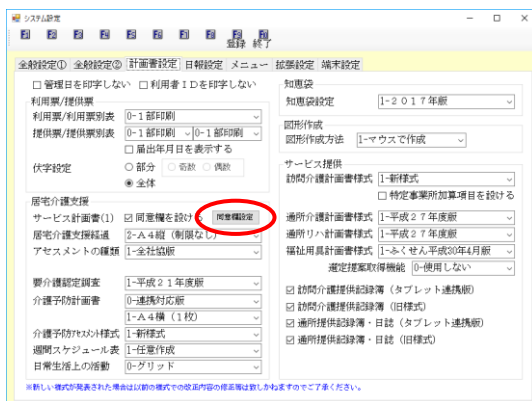 システム設定
F1 F2 F3 F4 F5 F6 F7 F8 F9
登録 終了
全般設定① 全般設定② 計画書設定 日報設定 メニュー 拡張設定 端末設定
□ 管理日を印字しない □ 利用者IDを印字しない
利用票/提供票
利用票/利用票別表 0-1部印刷
提供票/提供票別表 0-1部印刷 0-1部印刷
□ 届出年月日を表示する
伏字設定 ○ 部分 ○ 奇数 ○ 偶数
◉ 全体
居宅介護支援
サービス計画書(1) ☑ 同意欄を設ける 同意欄設定
居宅介護支援経過 2-A4縦(制限なし)
アセスメントの種類 1-全社協版
要介護認定調査 1-平成21年度版
介護予防計画書 0-連携対応版
1-A4横(1枚)
介護予防アセスメント様式 1-新様式
週間スケジュール表 1-任意作成
日常生活上の活動 0-グリッド
知恵袋
知恵袋設定 1-2017年版
図形作成
図形作成方法 1-マウスで作成
サービス提供
訪問介護計画書様式 1-新様式
□ 特定事業所加算項目を設ける
通所介護計画書様式 1-平成27年度版
通所リハ計画書様式 1-平成27年度版
福祉用具計画書様式 1-ふくせん平成30年4月版
選定提案取得機能 0-使用しない
☑ 訪問介護提供記録簿(タブレット連携版)
☑ 訪問介護提供記録簿(旧様式)
☑ 通所提供記録簿・日誌(タブレット連携版)
☑ 通所提供記録簿・日誌(旧様式)
※新しい様式が発表された場合は以前の様式での改正内容の修正等は致しかねますのでご了承ください。